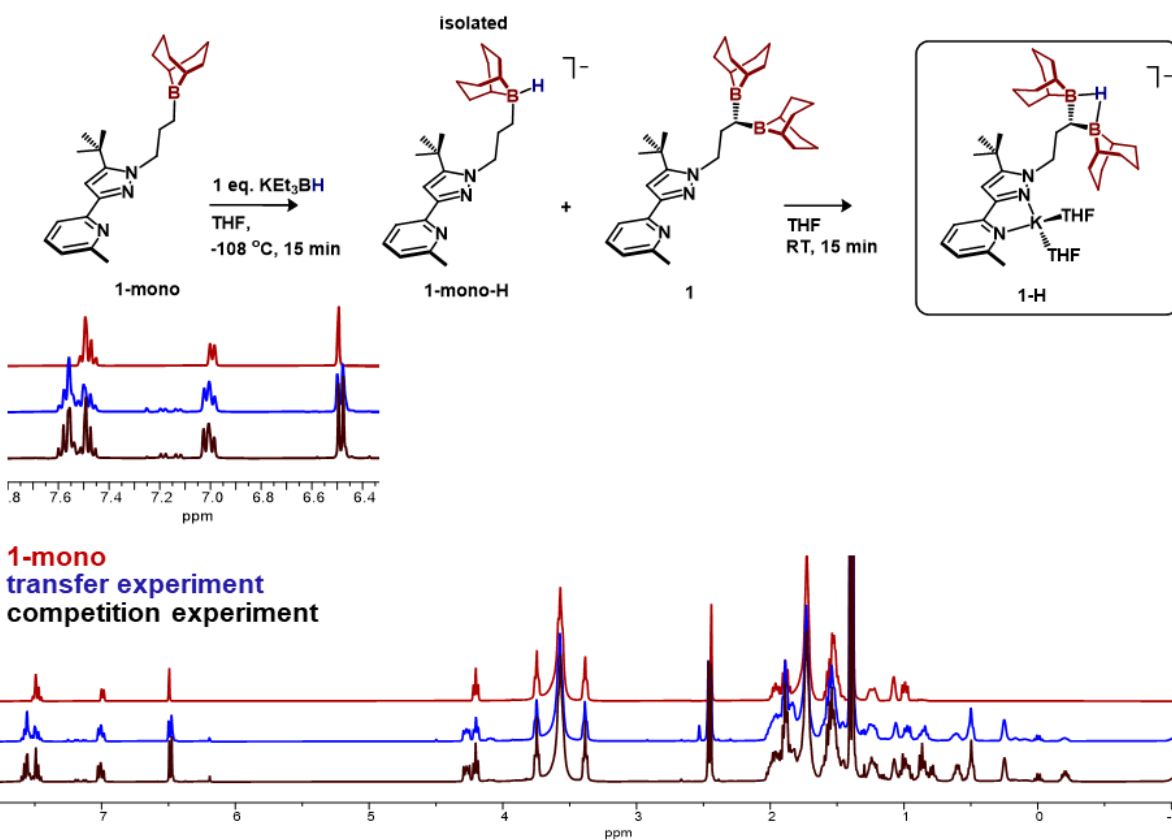 isolated
B
B
H
⁻
B
B
B
H
B
⁻
N
N
N
1 eq. KEt₃BH
THF,
-108 °C, 15 min
N
N
N
+
N
N
N
THF
RT, 15 min
N
N
N
K
THF
THF
1-mono
1-mono-H
1
1-H
.8 7.6 7.4 7.2 7.0 6.8 6.6 6.4
ppm
1-mono
transfer experiment
competition experiment
7 6 5 4 3 2 1 0 -
ppm